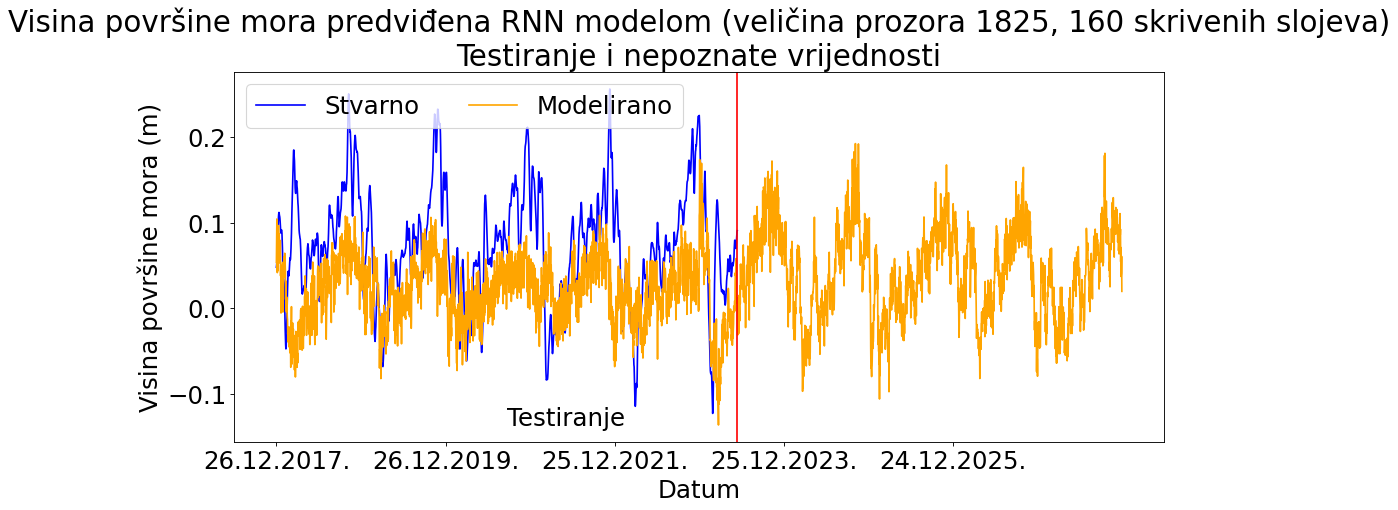 Visina površine mora predviđena RNN modelom (veličina prozora 1825, 160 skrivenih slojeva)
Testiranje i nepoznate vrijednosti
Stvarno Modelirano
Visina površine mora (m)
0.2
0.1
0.0
−0.1
Testiranje
26.12.2017. 26.12.2019. 25.12.2021. 25.12.2023. 24.12.2025.
Datum